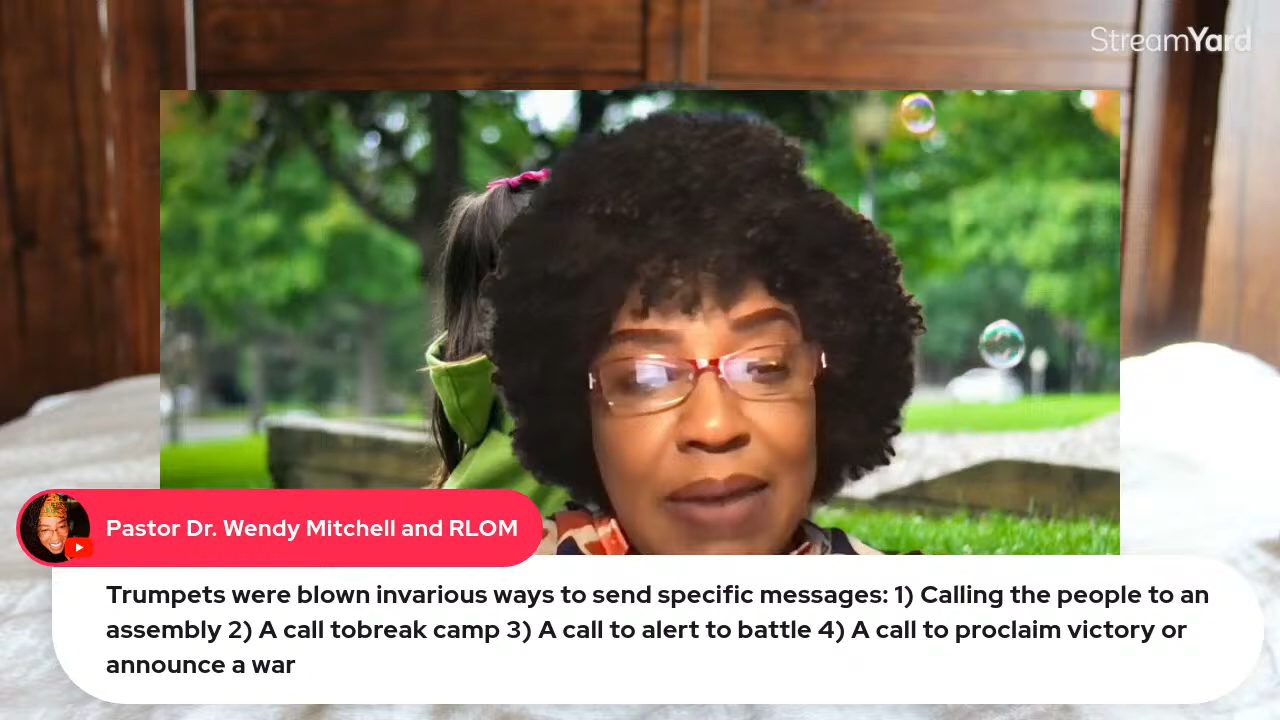 StreamYard
Pastor Dr. Wendy Mitchell and RLOM
Trumpets were blown invarious ways to send specific messages: 1) Calling the people to an
assembly 2) A call tobreak camp 3) A call to alert to battle 4) A call to proclaim victory or
announce a war